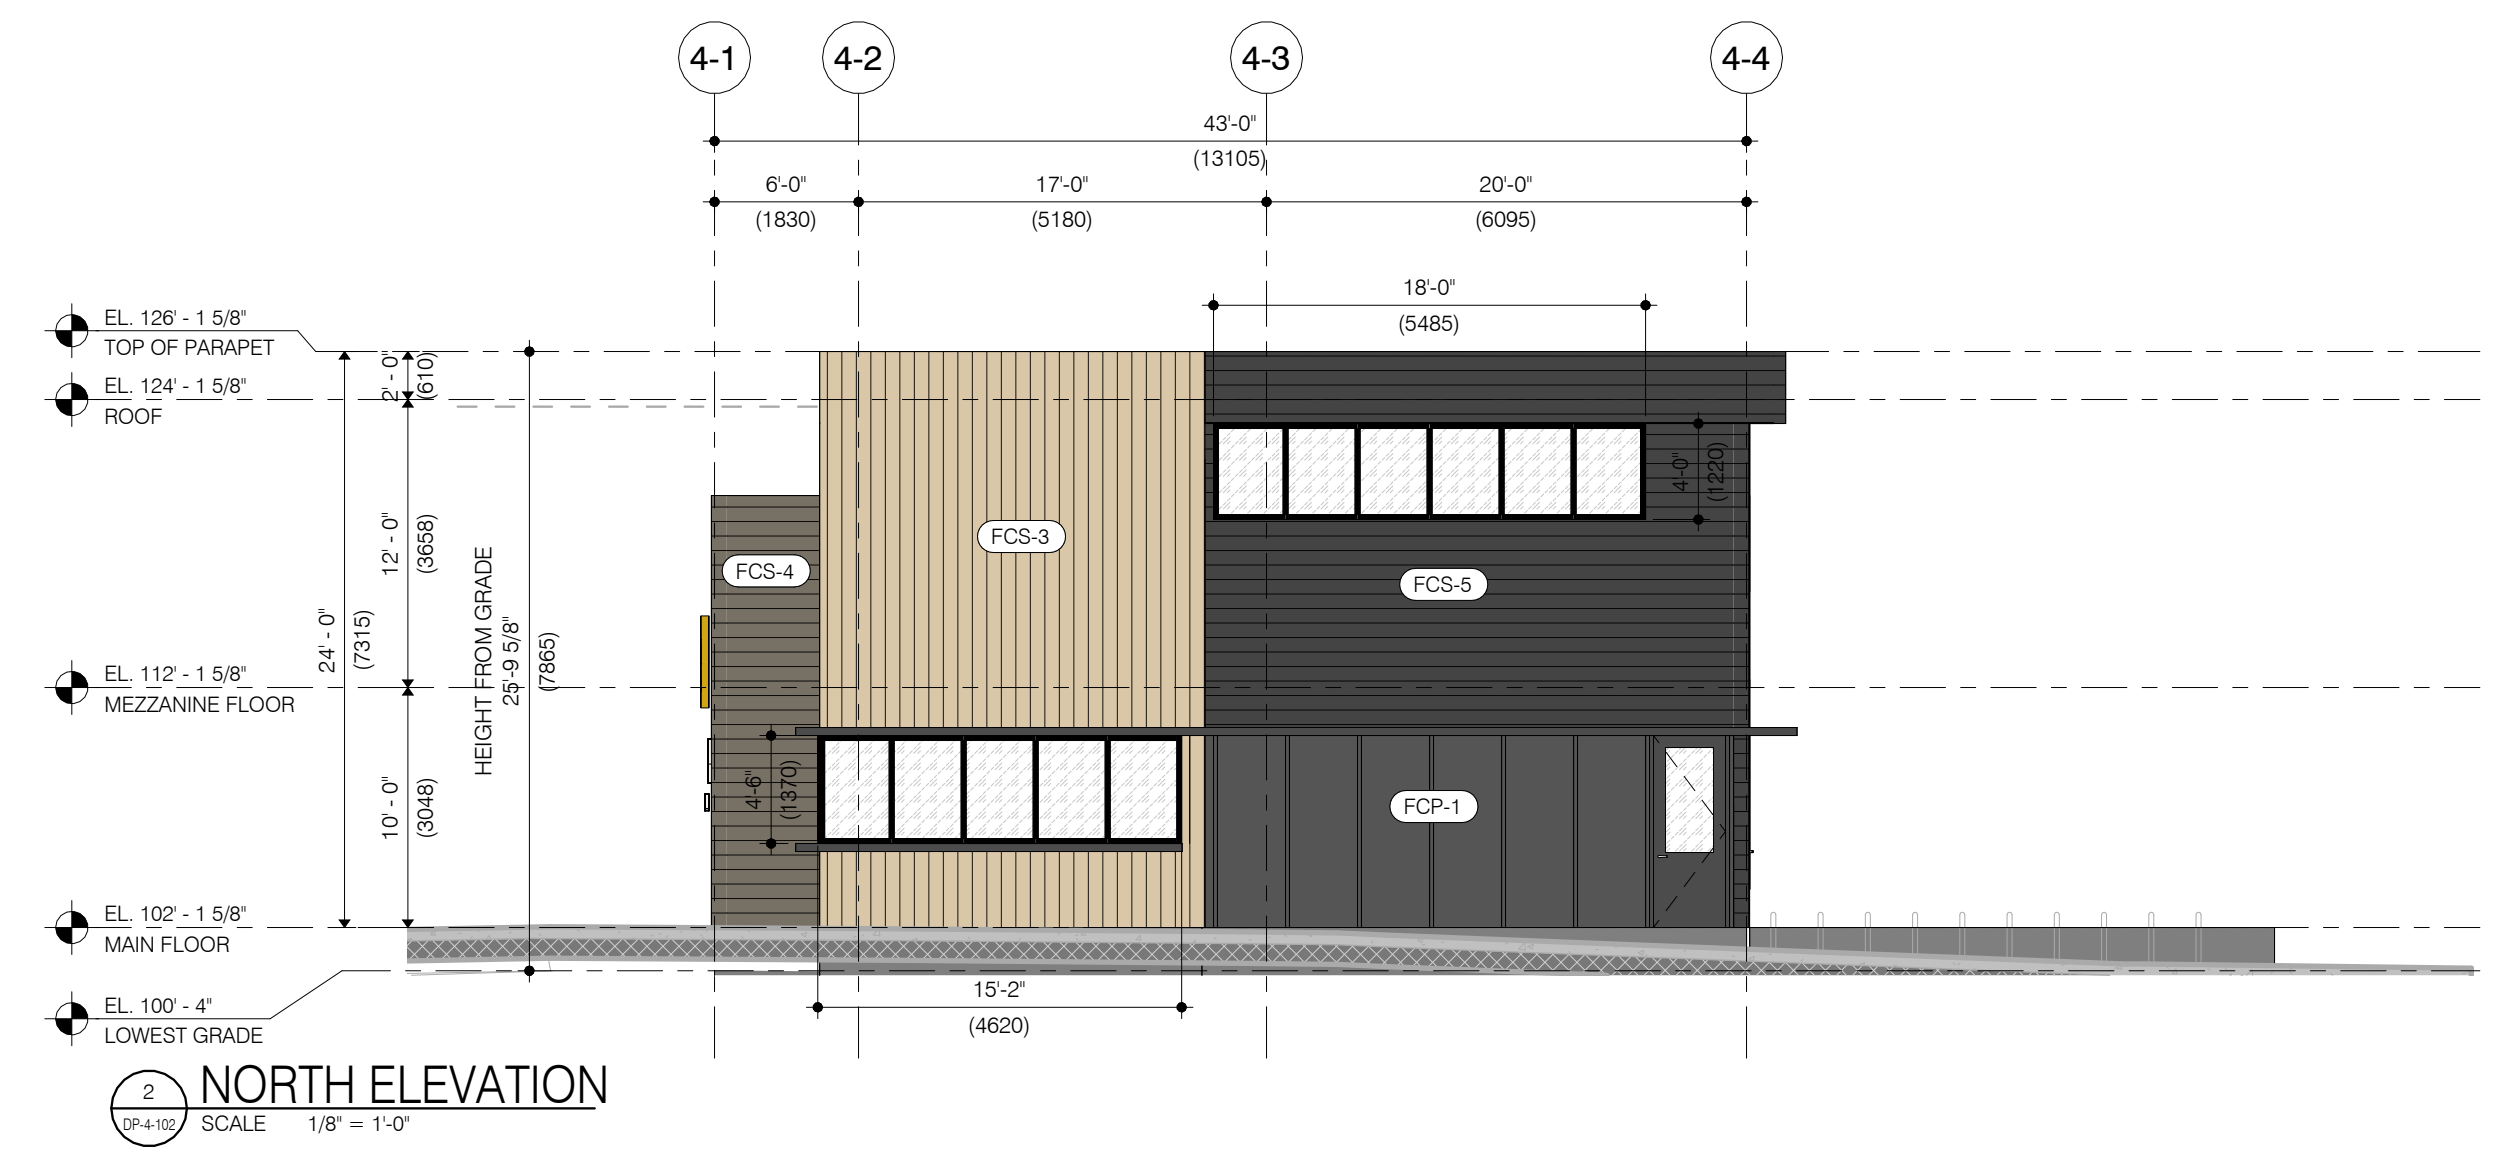 4-1 4-2 4-3 4-4
43'-0"
(13105)
6'-0" 17'-0" 20'-0"
(1830) (5180) (6095)
18'-0"
(5485)
EL. 126' - 1 5/8"
TOP OF PARAPET
EL. 124' - 1 5/8"
ROOF
2' - 0"
(610)
12' - 0"
(3658)
24' - 0"
(7315)
HEIGHT FROM GRADE
25'-9 5/8"
(7865)
10' - 0"
(3048)
4'-0"
(1220)
FCS-3
FCS-4
FCS-5
EL. 112' - 1 5/8"
MEZZANINE FLOOR
4'-6"
(1370)
FCP-1
EL. 102' - 1 5/8"
MAIN FLOOR
15'-2"
(4620)
EL. 100' - 4"
LOWEST GRADE
2
DP-4-102
NORTH ELEVATION
SCALE 1/8" = 1'-0"